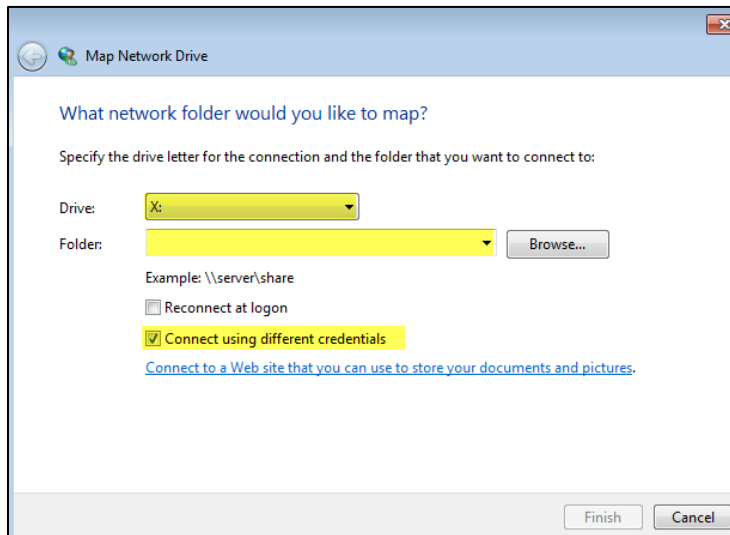 Map Network Drive
What network folder would you like to map?
Specify the drive letter for the connection and the folder that you want to connect to:
Drive: X:
Folder: Browse...
Example: \\server\share
Reconnect at logon
Connect using different credentials
Connect to a Web site that you can use to store your documents and pictures.
Finish Cancel